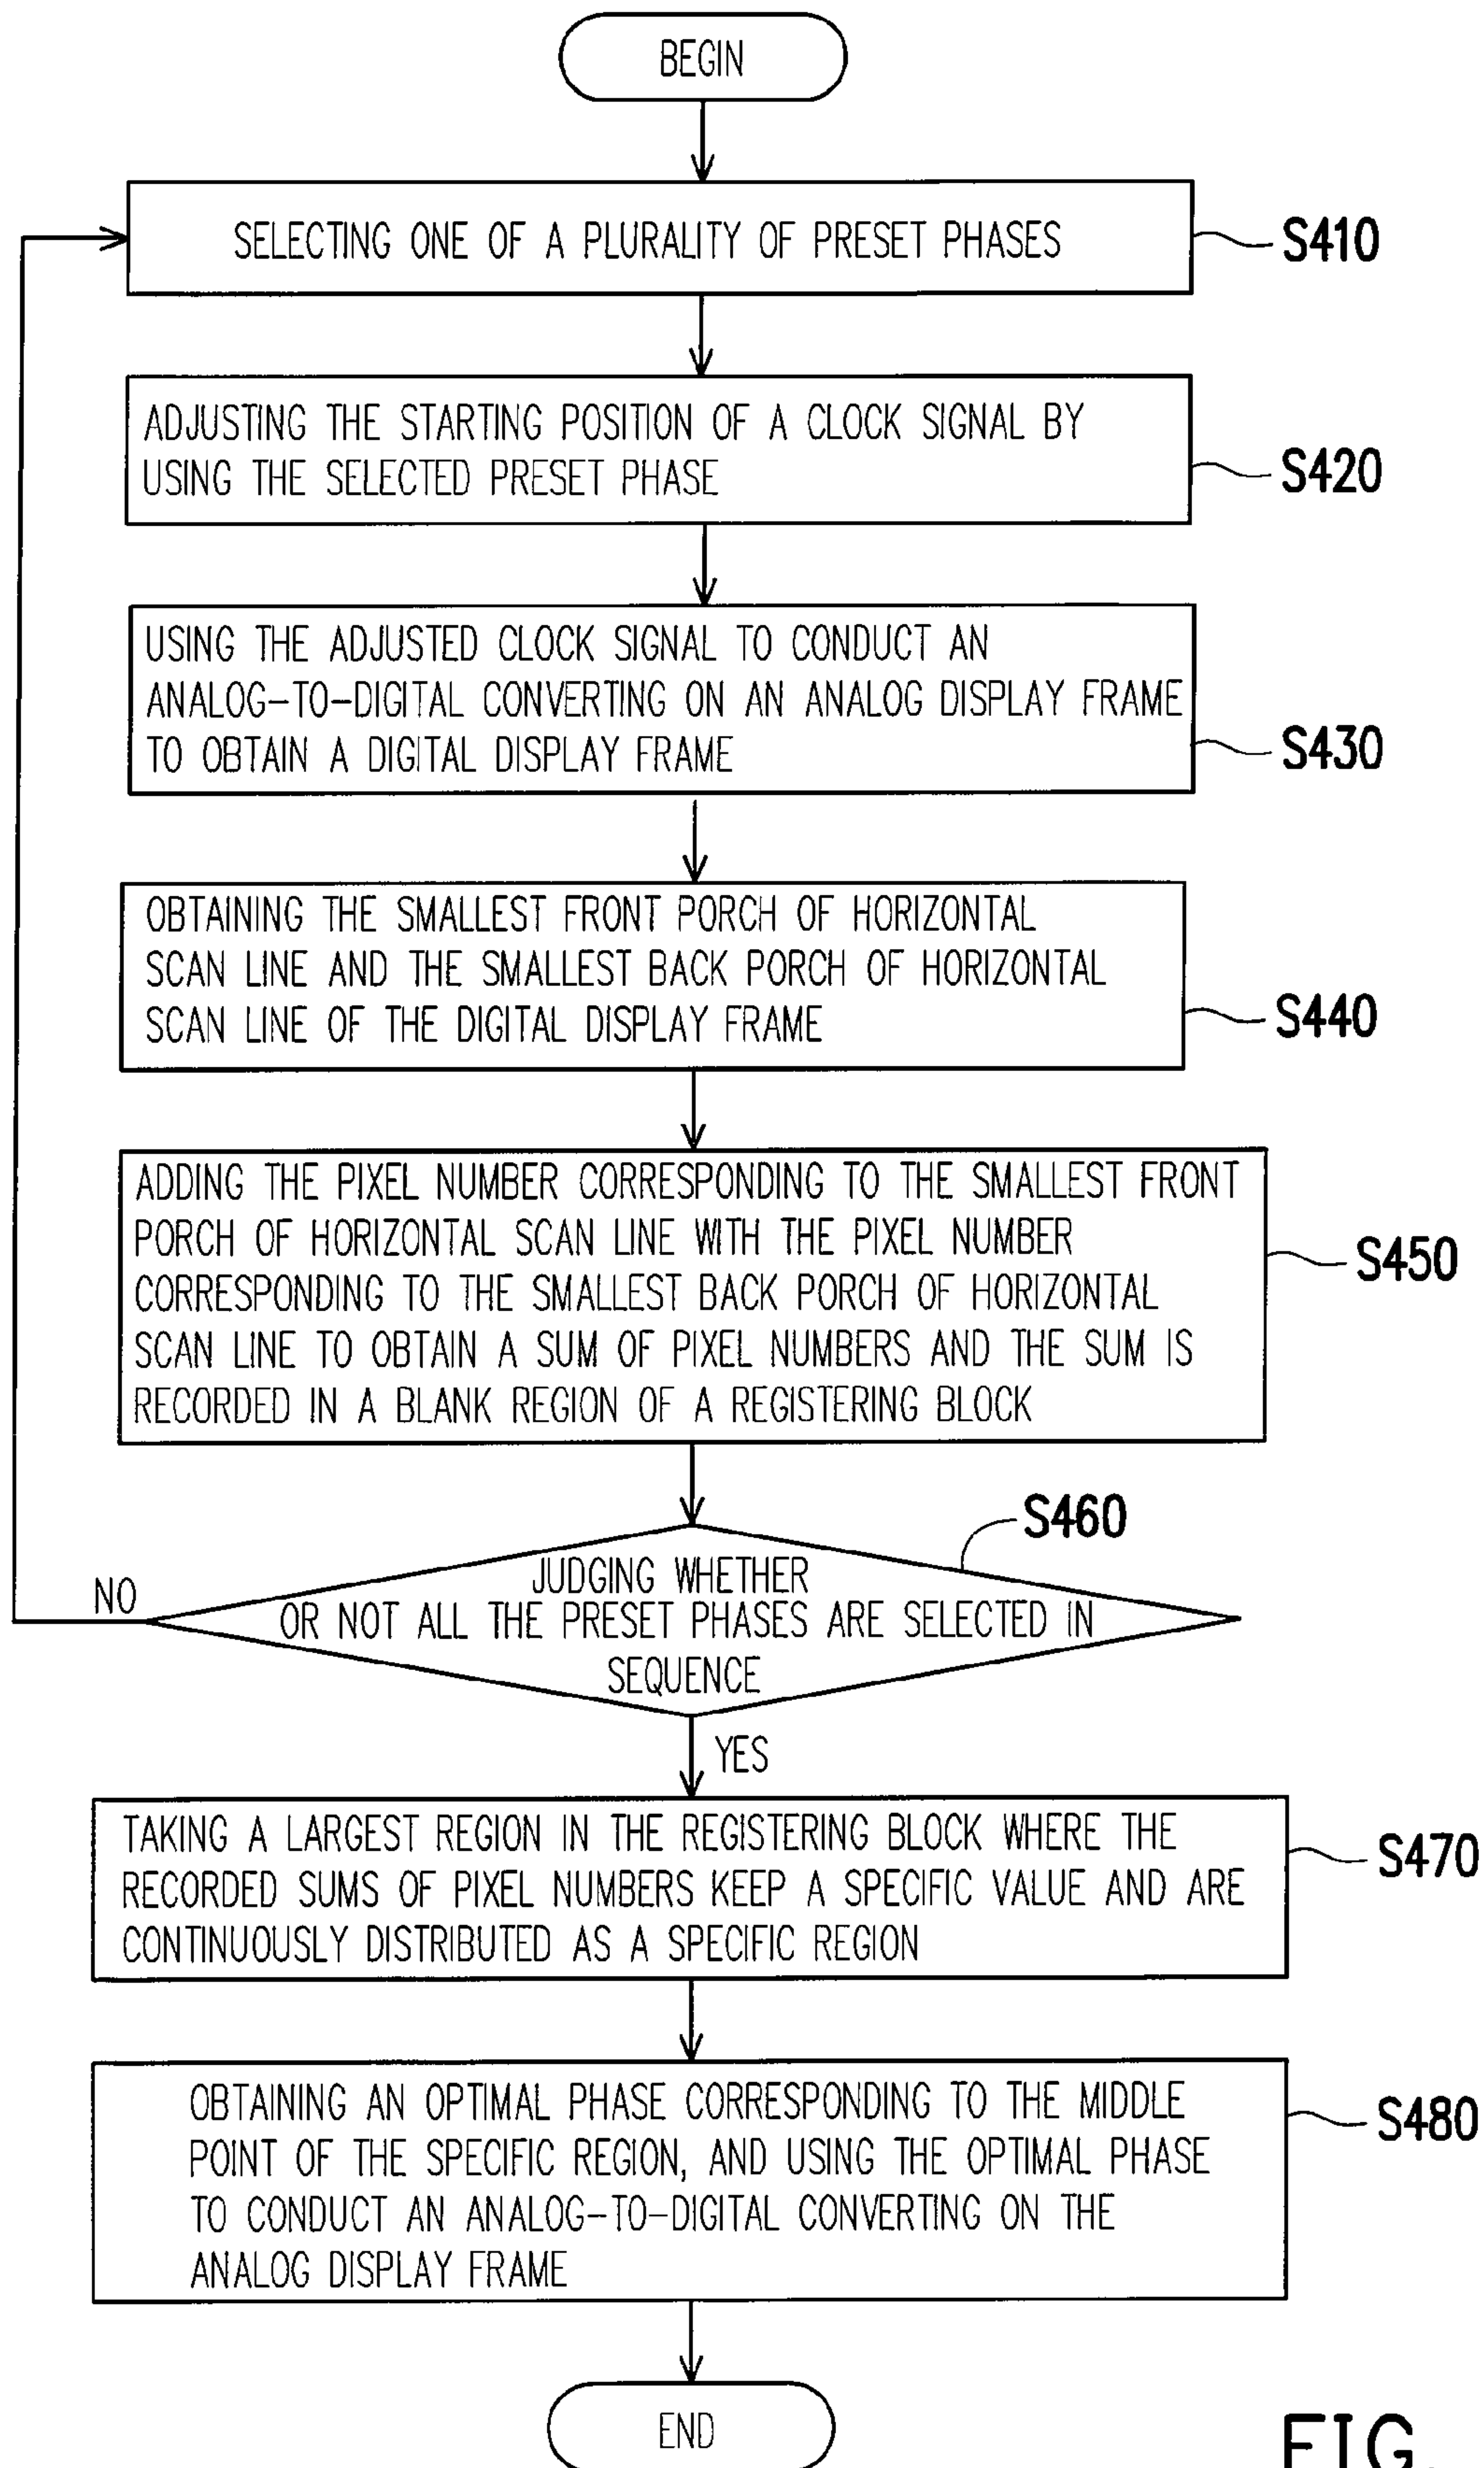 BEGIN
SELECTING ONE OF A PLURALITY OF PRESET PHASES
S410
ADJUSTING THE STARTING POSITION OF A CLOCK SIGNAL BY
USING THE SELECTED PRESET PHASE
S420
USING THE ADJUSTED CLOCK SIGNAL TO CONDUCT AN
ANALOG-TO-DIGITAL CONVERTING ON AN ANALOG DISPLAY FRAME
TO OBTAIN A DIGITAL DISPLAY FRAME
S430
OBTAINING THE SMALLEST FRONT PORCH OF HORIZONTAL
SCAN LINE AND THE SMALLEST BACK PORCH OF HORIZONTAL
SCAN LINE OF THE DIGITAL DISPLAY FRAME
S440
ADDING THE PIXEL NUMBER CORRESPONDING TO THE SMALLEST FRONT
PORCH OF HORIZONTAL SCAN LINE WITH THE PIXEL NUMBER
CORRESPONDING TO THE SMALLEST BACK PORCH OF HORIZONTAL
SCAN LINE TO OBTAIN A SUM OF PIXEL NUMBERS AND THE SUM IS
RECORDED IN A BLANK REGION OF A REGISTERING BLOCK
S450
S460
JUDGING WHETHER
OR NOT ALL THE PRESET PHASES ARE SELECTED IN
SEQUENCE
NO
YES
TAKING A LARGEST REGION IN THE REGISTERING BLOCK WHERE THE
RECORDED SUMS OF PIXEL NUMBERS KEEP A SPECIFIC VALUE AND ARE
CONTINUOUSLY DISTRIBUTED AS A SPECIFIC REGION
S470
OBTAINING AN OPTIMAL PHASE CORRESPONDING TO THE MIDDLE
POINT OF THE SPECIFIC REGION, AND USING THE OPTIMAL PHASE
TO CONDUCT AN ANALOG-TO-DIGITAL CONVERTING ON THE
ANALOG DISPLAY FRAME
S480
END
FIG.